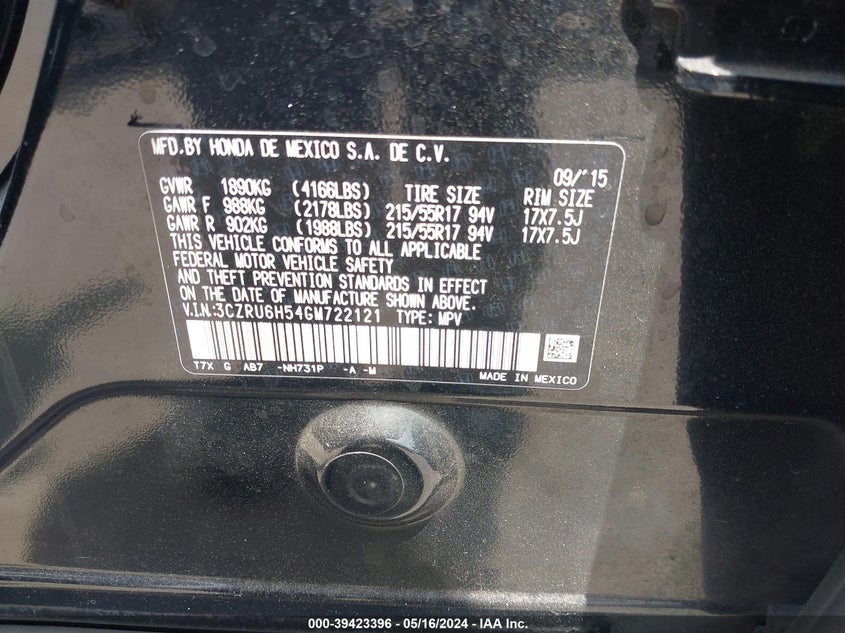 MFD.BY HONDA DE MEXICO S.A. DE C.V.
09/'15
GVWR 1890KG (4166LBS) TIRE SIZE RIM SIZE
GAWR F 988KG (2178LBS) 215/55R17 94V 17X7.5J
GAWR R 902KG (1988LBS) 215/55R17 94V 17X7.5J
THIS VEHICLE CONFORMS TO ALL APPLICABLE
FEDERAL MOTOR VEHICLE SAFETY
AND THEFT PREVENTION STANDARDS IN EFFECT
ON THE DATE OF MANUFACTURE SHOWN ABOVE.
V.I.N:3CZRU6H54GM722121 TYPE: MPV
T7X G AB7 -NH731P -A -M
MADE IN MEXICO
000-39423396 - 05/16/2024 - IAA Inc.